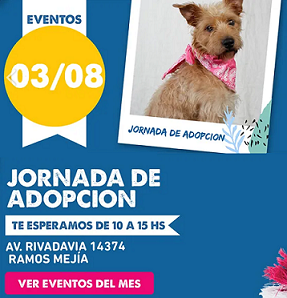 EVENTOS
03/08
JORNADA DE ADOPCION
JORNADA DE
ADOPCION
TE ESPERAMOS DE 10 A 15 HS
AV. RIVADAVIA 14374
RAMOS MEJÍA
VER EVENTOS DEL MES